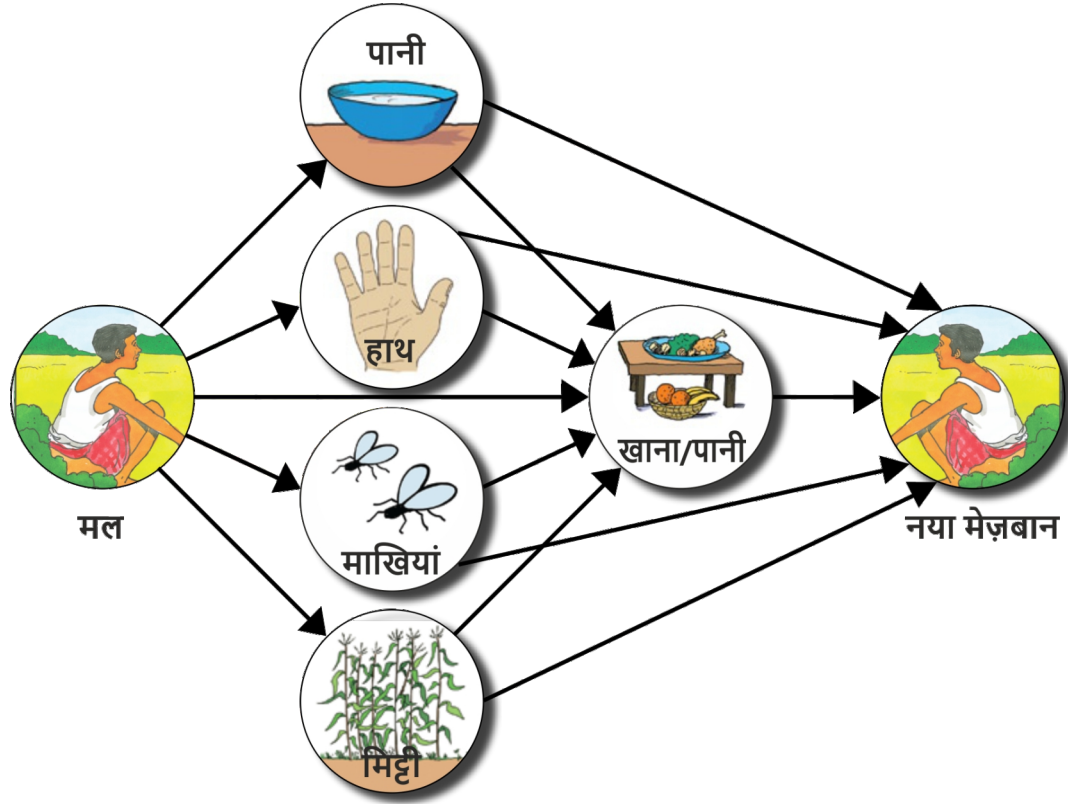 पानी
हाथ
खाना/पानी
मल
नया मेज़बान
माखियां
मिट्टी